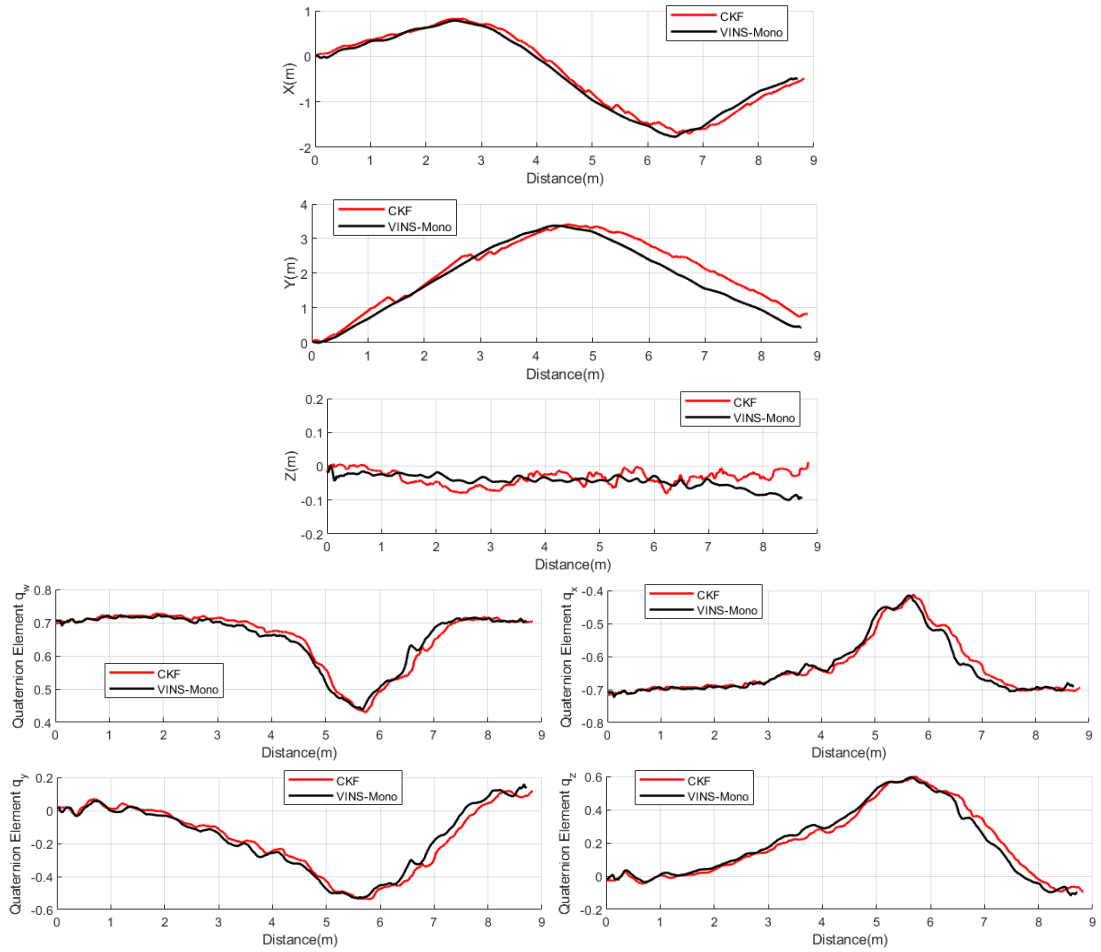 1
0
-1
-2
X(m)
CKF
VINS-Mono
0 1 2 3 4 5 6 7 8 9
Distance(m)
4
3
2
1
0
Y(m)
CKF
VINS-Mono
0 1 2 3 4 5 6 7 8 9
Distance(m)
0.2
0.1
0
-0.1
-0.2
Z(m)
CKF
VINS-Mono
0 1 2 3 4 5 6 7 8 9
Distance(m)
0.8
0.7
0.6
0.5
0.4
Quaternion Element q_w
CKF
VINS-Mono
0 1 2 3 4 5 6 7 8 9
Distance(m)
-0.4
-0.5
-0.6
-0.7
-0.8
Quaternion Element q_x
CKF
VINS-Mono
0 1 2 3 4 5 6 7 8 9
Distance(m)
0.2
0
-0.2
-0.4
-0.6
Quaternion Element q_y
CKF
VINS-Mono
0 1 2 3 4 5 6 7 8 9
Distance(m)
0.6
0.4
0.2
0
-0.2
Quaternion Element q_z
CKF
VINS-Mono
0 1 2 3 4 5 6 7 8 9
Distance(m)